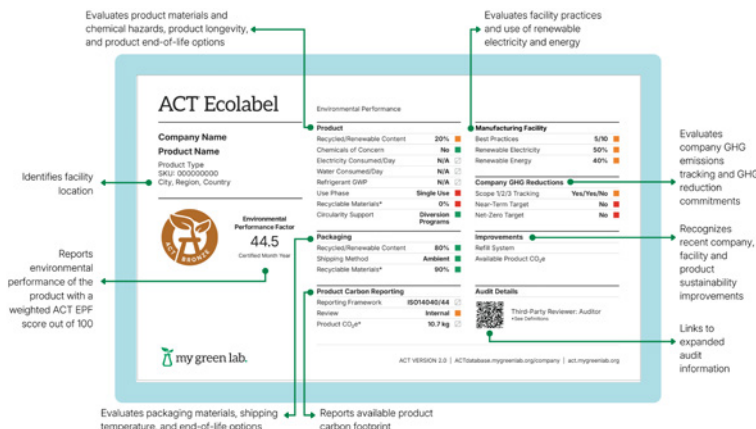 Evaluates product materials and
chemical hazards, product longevity,
and product end-of-life options
Evaluates facility practices
and use of renewable
electricity and energy
ACT Ecolabel
Company Name
Product Name
Product Type
SKU: 000000000
City, Region, Country
Identifies facility
location
ACT BRONZE
Environmental
Performance Factor
44.5
Certified Month Year
Reports
environmental
performance of the
product with a
weighted ACT EPF
score out of 100
my green lab.
Environmental Performance
Product
Recycled/Renewable Content 20%
Chemicals of Concern No
Electricity Consumed/Day N/A
Water Consumed/Day N/A
Refrigerant GWP N/A
Use Phase Single Use
Recyclable Materials* 0%
Circularity Support Diversion
Programs
Packaging
Recycled/Renewable Content 80%
Shipping Method Ambient
Recyclable Materials* 90%
Product Carbon Reporting
Reporting Framework ISO14040/44
Review Internal
Product CO₂e* 10.7 kg
Manufacturing Facility
Best Practices 5/10
Renewable Electricity 50%
Renewable Energy 40%
Company GHG Reductions
Scope 1/2/3 Tracking Yes/Yes/No
Near-Term Target No
Net-Zero Target No
Improvements
Refill System
Available Product CO₂e
Audit Details
Third-Party Reviewer: Auditor
*See Definitions
ACT VERSION 2.0 | ACTdatabase.mygreenlab.org/company | act.mygreenlab.org
Evaluates
company GHG
emissions
tracking and GHG
reduction
commitments
Recognizes
recent company,
facility and
product
sustainability
improvements
Links to
expanded
audit
information
Evaluates packaging materials, shipping
temperature, and end-of-life options
Reports available product
carbon footprint